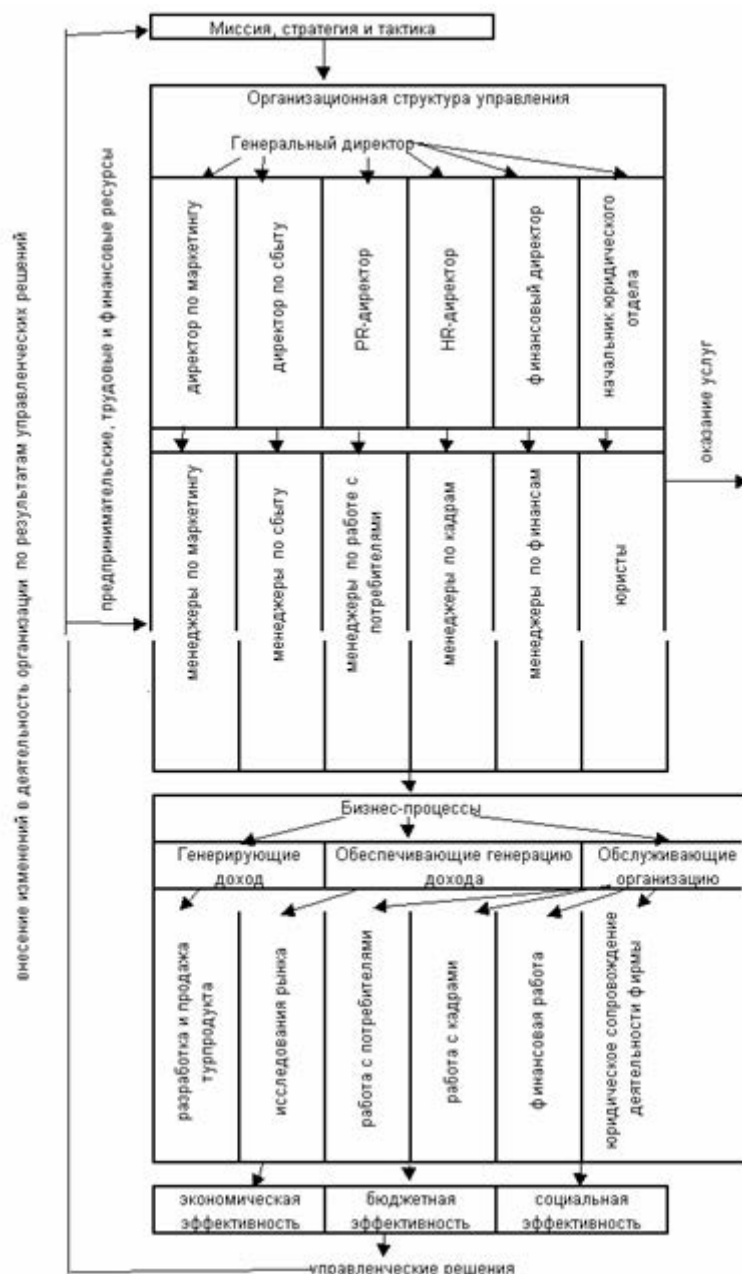 Миссия, стратегия и тактика
Организационная структура управления
Генеральный директор
внесение изменений в деятельность организации по результатам управленческих решений
предпринимательские, трудовые и финансовые ресурсы
директор по маркетингу
директор по сбыту
PR-директор
HR-директор
финансовый директор
начальник юридического
отдела
оказание услуг
менеджеры по маркетингу
менеджеры по сбыту
менеджеры по работе с
потребителями
менеджеры по кадрам
менеджеры по финансам
юристы
Бизнес-процессы
Генерирующие
доход
Обеспечивающие генерацию
дохода
Обслуживающие
организацию
разработка и продажа
турпродукта
исследования рынка
работа с потребителями
работа с кадрами
финансовая работа
юридическое сопровождение
деятельности фирмы
экономическая
эффективность
бюджетная
эффективность
социальная
эффективность
управленческие решения